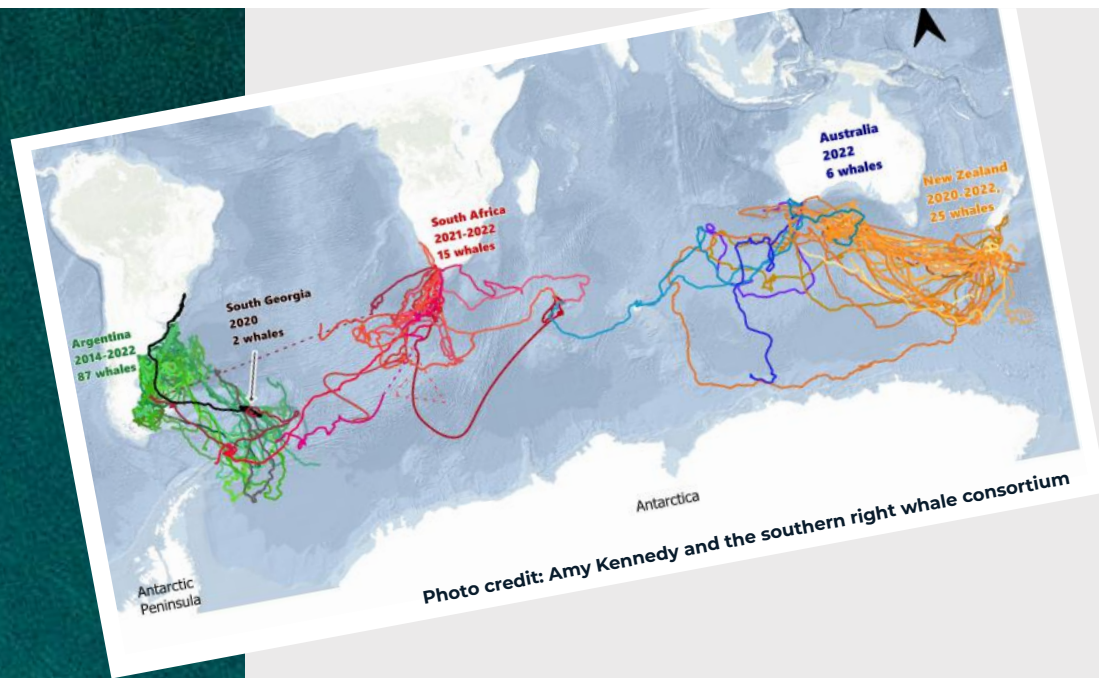 Australia
2022
6 whales
New Zealand
2020-2022,
25 whales
South Africa
2021-2022
15 whales
South Georgia
2020
2 whales
Argentina
2014-2022
87 whales
Antarctica
Antarctic
Peninsula
Photo credit: Amy Kennedy and the southern right whale consortium